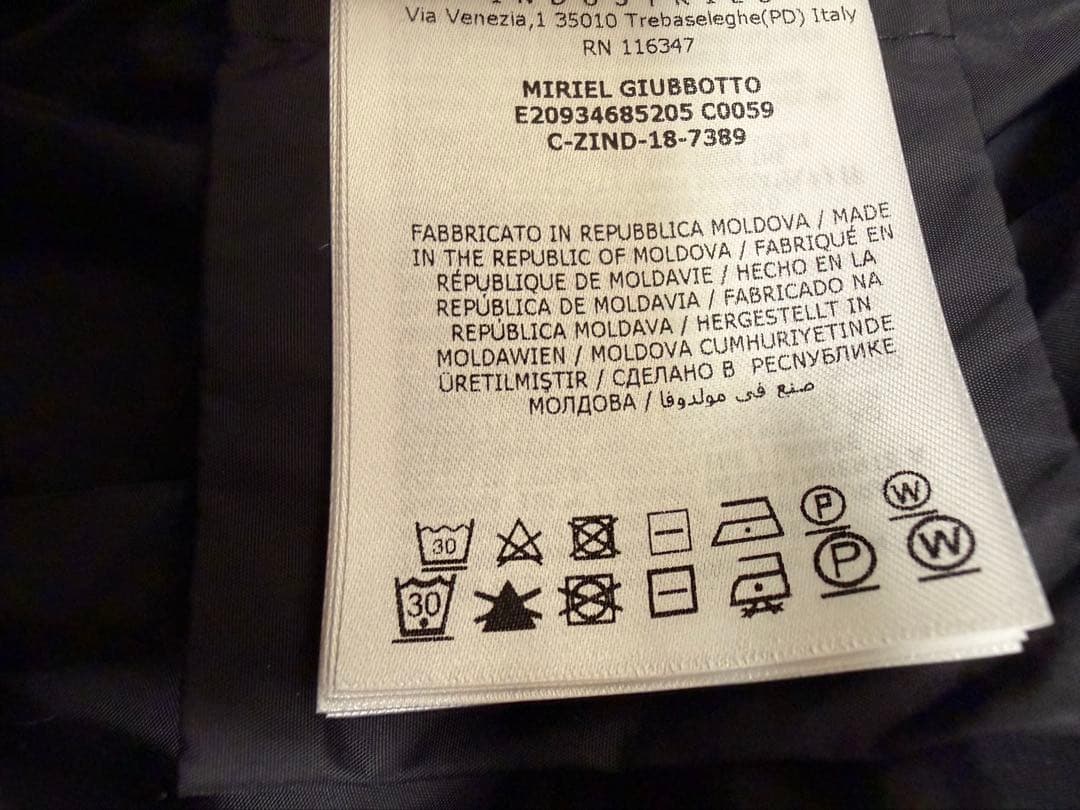 INDUSTRIES
Via Venezia,1 35010 Trebaseleghe(PD) Italy
RN 116347
MIRIEL GIUBBOTTO
E20934685205 C0059
C-ZIND-18-7389
FABBRICATO IN REPUBBLICA MOLDOVA / MADE
IN THE REPUBLIC OF MOLDOVA / FABRIQUÉ EN
RÉPUBLIQUE DE MOLDAVIE / HECHO EN LA
REPÚBLICA DE MOLDAVIA / FABRICADO NA
REPÚBLICA MOLDAVA / HERGESTELLT IN
MOLDAWIEN / MOLDOVA CUMHURIYETINDE
ÜRETILMIŞTIR / СДЕЛАНО В РЕСПУБЛИКЕ
МОЛДОВА / صنع في مولدوفا
30 P W
30 P W